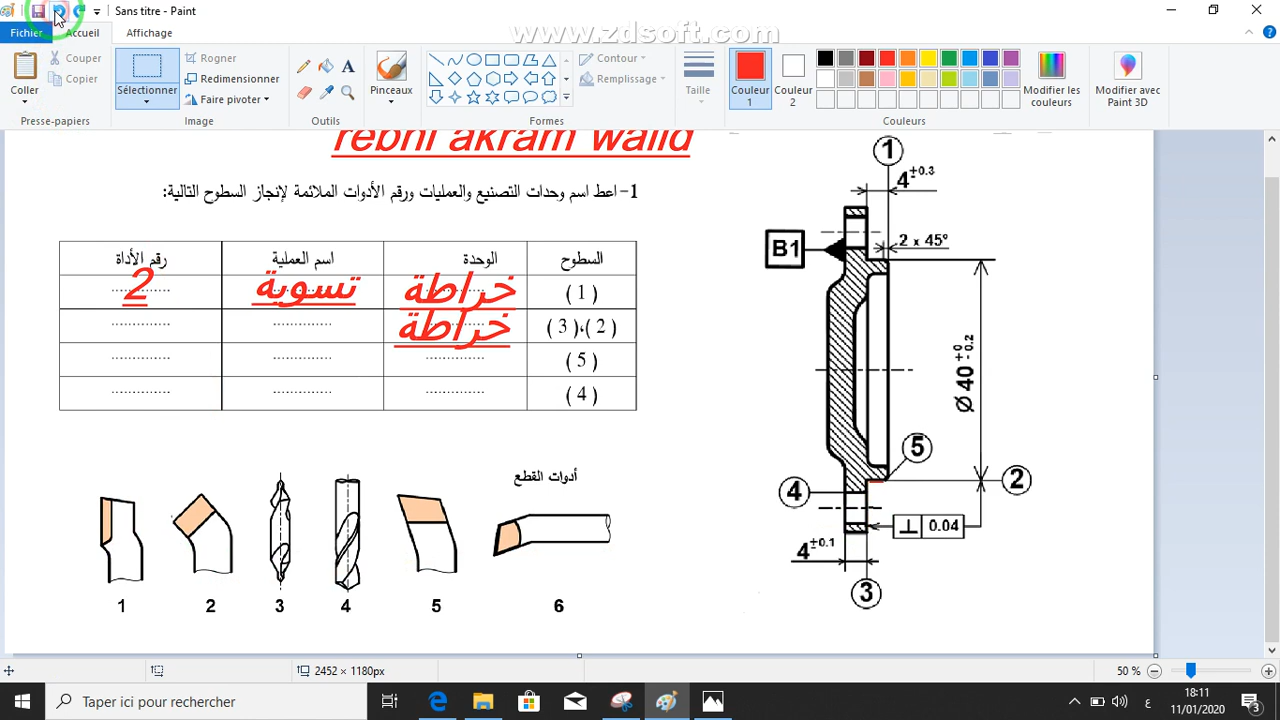 Sans titre - Paint
www.zdsoft.com
Fichier
Accueil
Affichage
Coller
Couper
Copier
Presse-papiers
Sélectionner
Rogner
Redimensionner
Faire pivoter
Image
A
Outils
Pinceaux
Contour
Remplissage
Formes
Taille
Couleur 1
Couleur 2
Couleurs
Modifier les couleurs
Modifier avec Paint 3D
rebhi akram walid
1- اعط اسم وحدات التصنيع والعمليات ورقم الأدوات الملائمة لإنجاز السطوح التالية:
السطوح الوحدة اسم العملية رقم الأداة
( 1 ) خراطة تسوية 2
( 2 )،( 3 ) خراطة
( 5 )
( 4 )
أدوات القطع
1 2 3 4 5 6
1
4 ±0.3
B1
2 x 45°
Ø 40 +0 -0.2
5
2
4
⊥ 0.04
4 ±0.1
3
2452 × 1180px
50 %
Taper ici pour rechercher
ع
18:11
11/01/2020
3